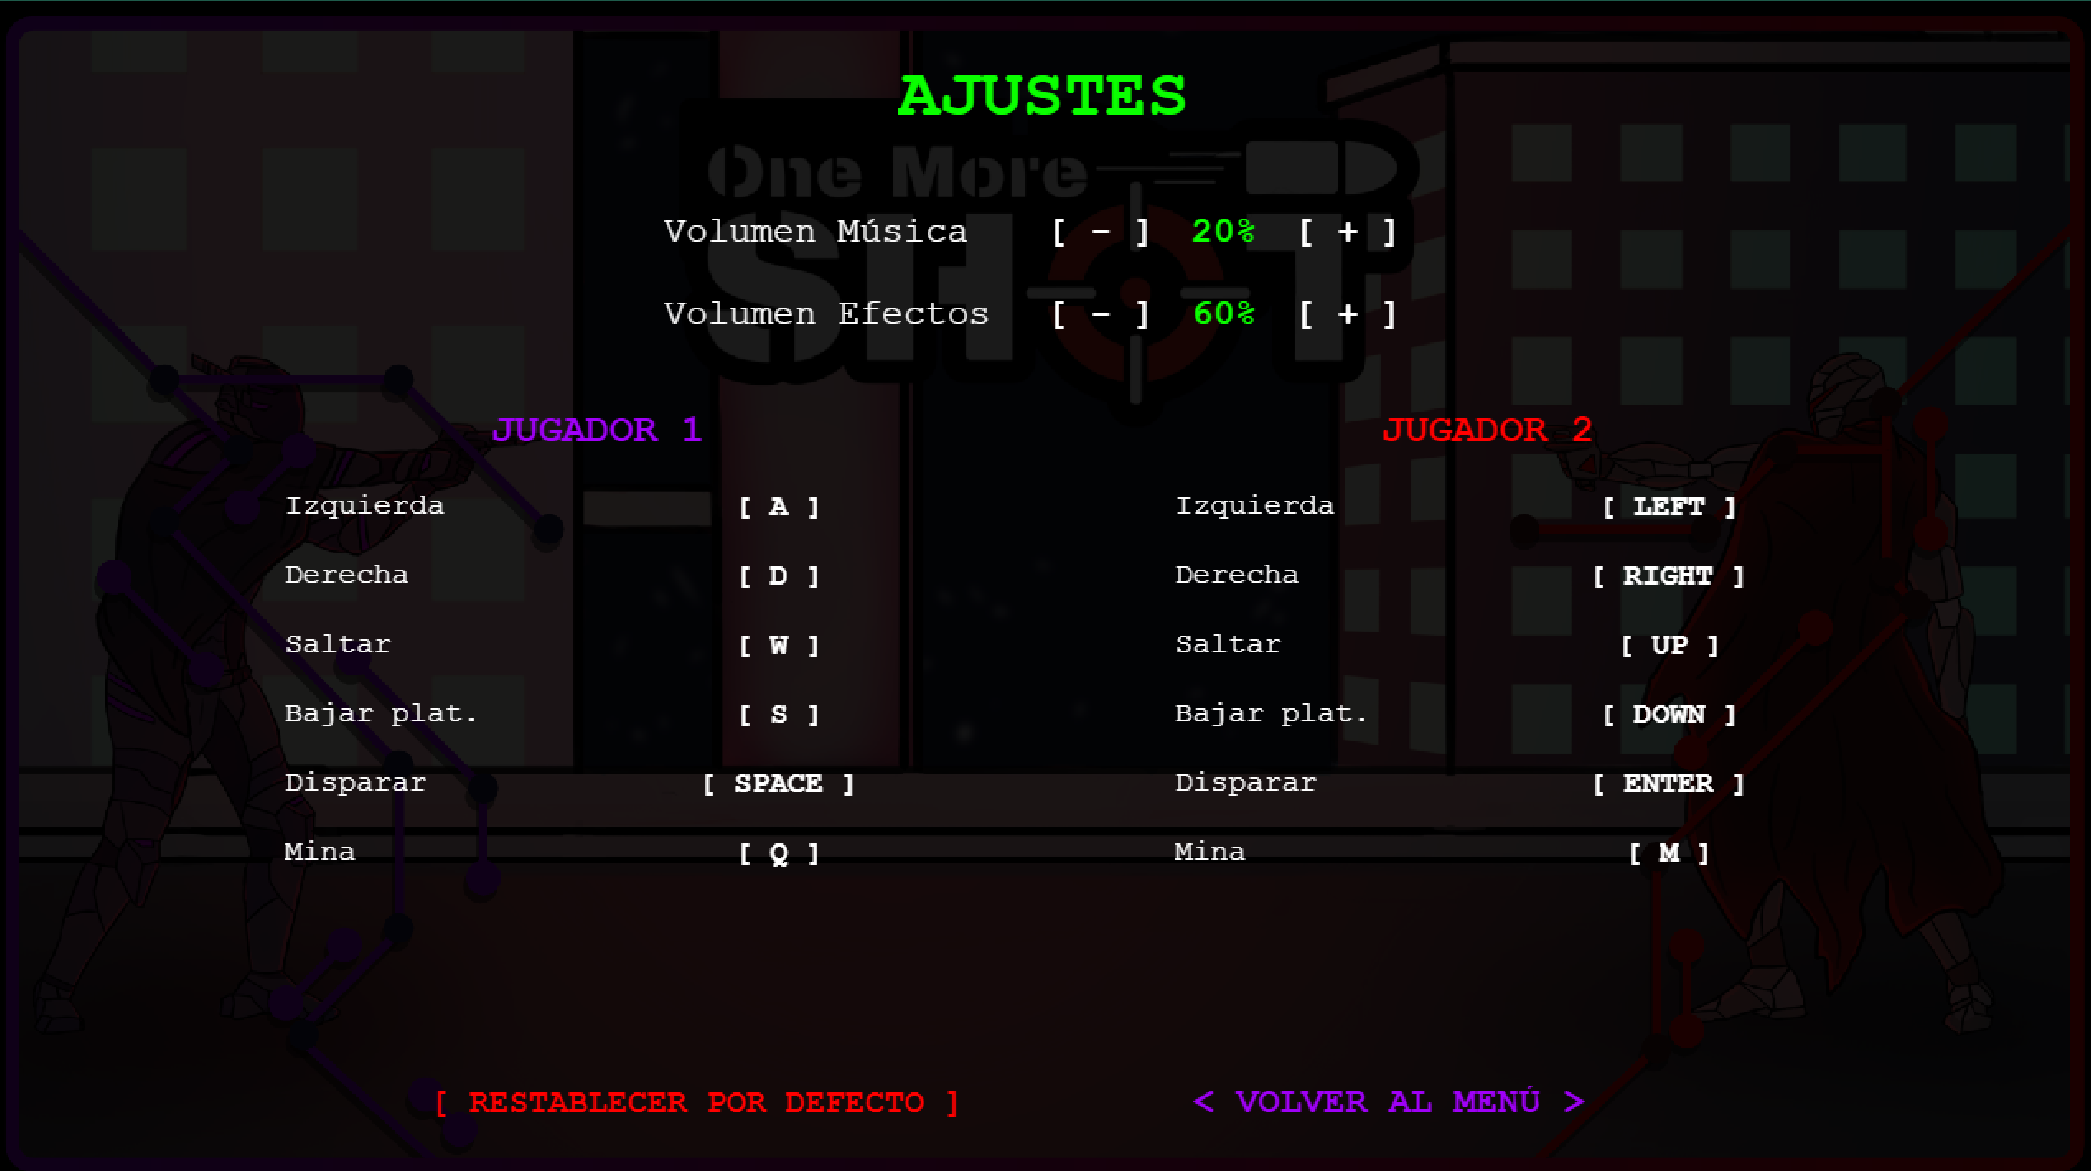 AJUSTES
One More
SHOT
Volumen Música [ - ] 20% [ + ]
Volumen Efectos [ - ] 60% [ + ]
JUGADOR 1 JUGADOR 2
Izquierda [ A ] Izquierda [ LEFT ]
Derecha [ D ] Derecha [ RIGHT ]
Saltar [ W ] Saltar [ UP ]
Bajar plat. [ S ] Bajar plat. [ DOWN ]
Disparar [ SPACE ] Disparar [ ENTER ]
Mina [ Q ] Mina [ M ]
[ RESTABLECER POR DEFECTO ] < VOLVER AL MENÚ >